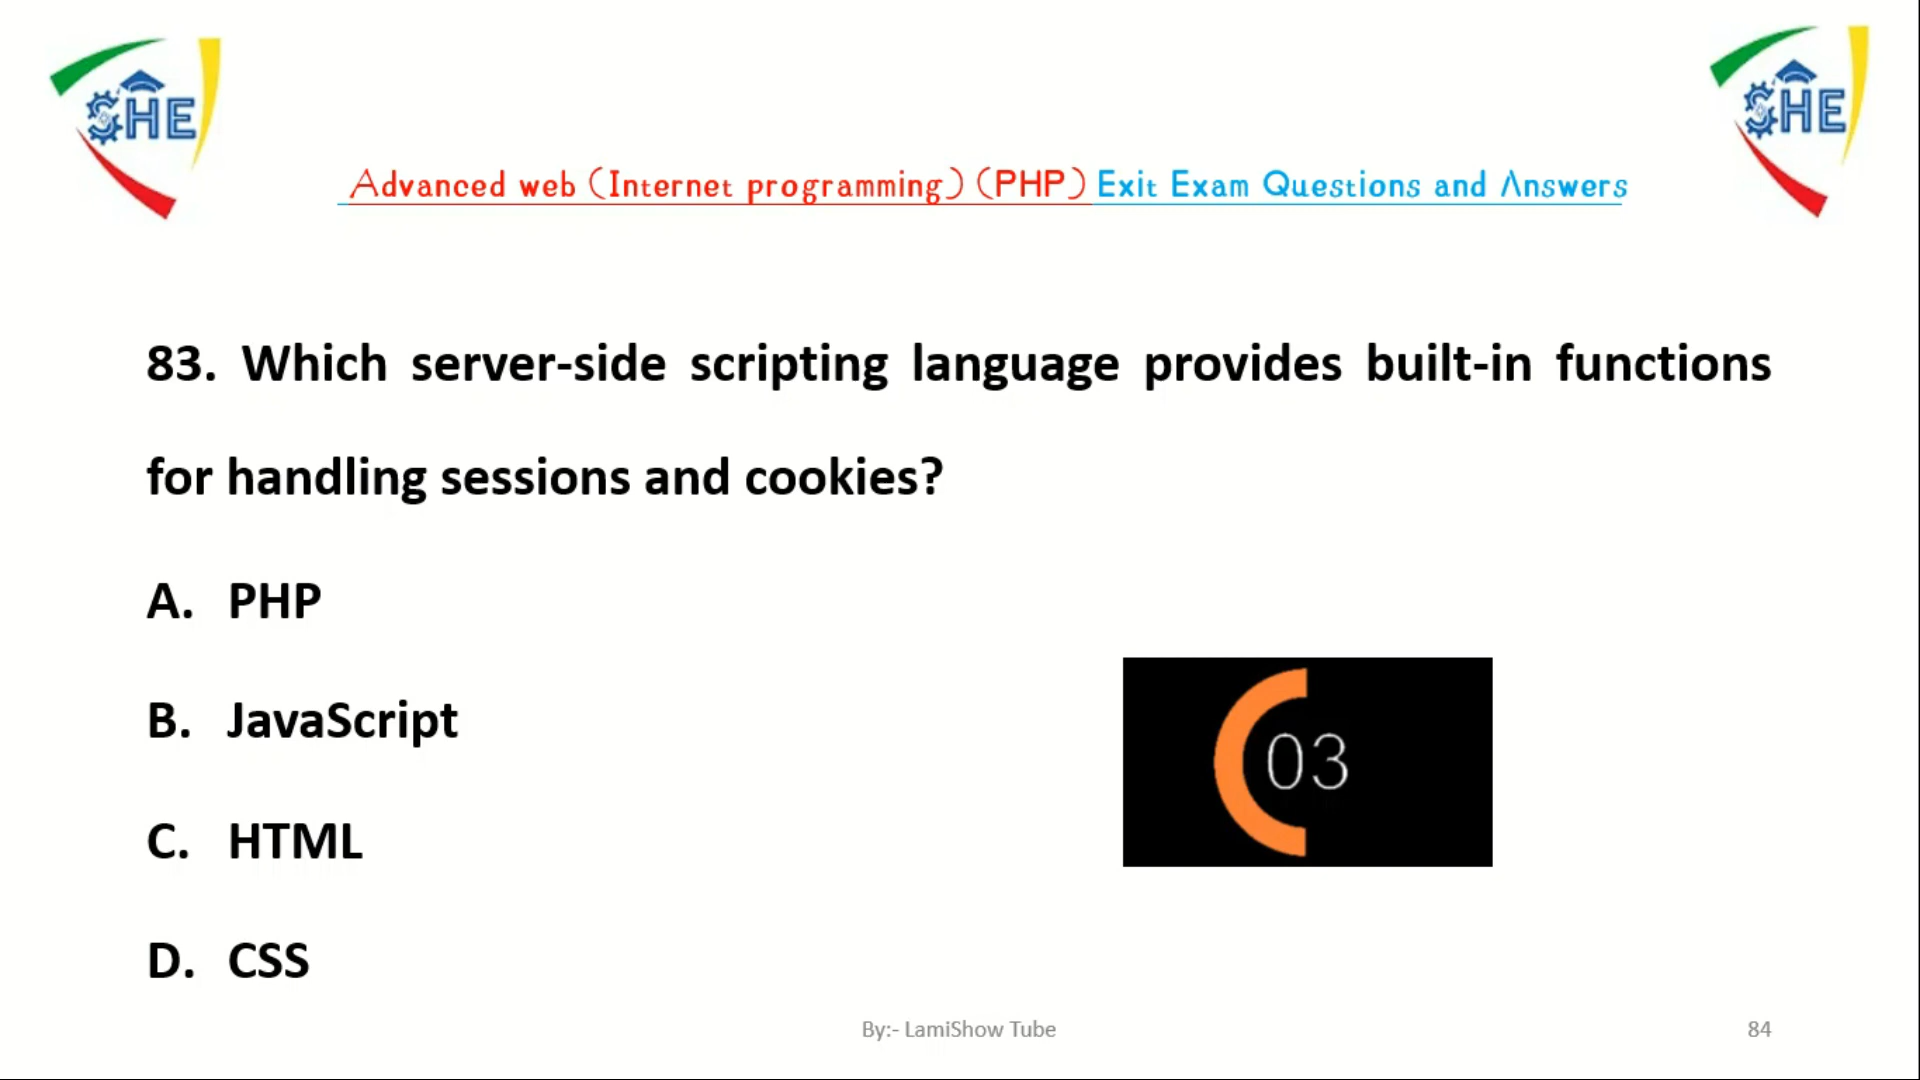 SHE
SHE
Advanced web (Internet programming) (PHP) Exit Exam Questions and Answers
83. Which server-side scripting language provides built-in functions
for handling sessions and cookies?
A. PHP
B. JavaScript
03
C. HTML
D. CSS
By:- LamiShow Tube
84